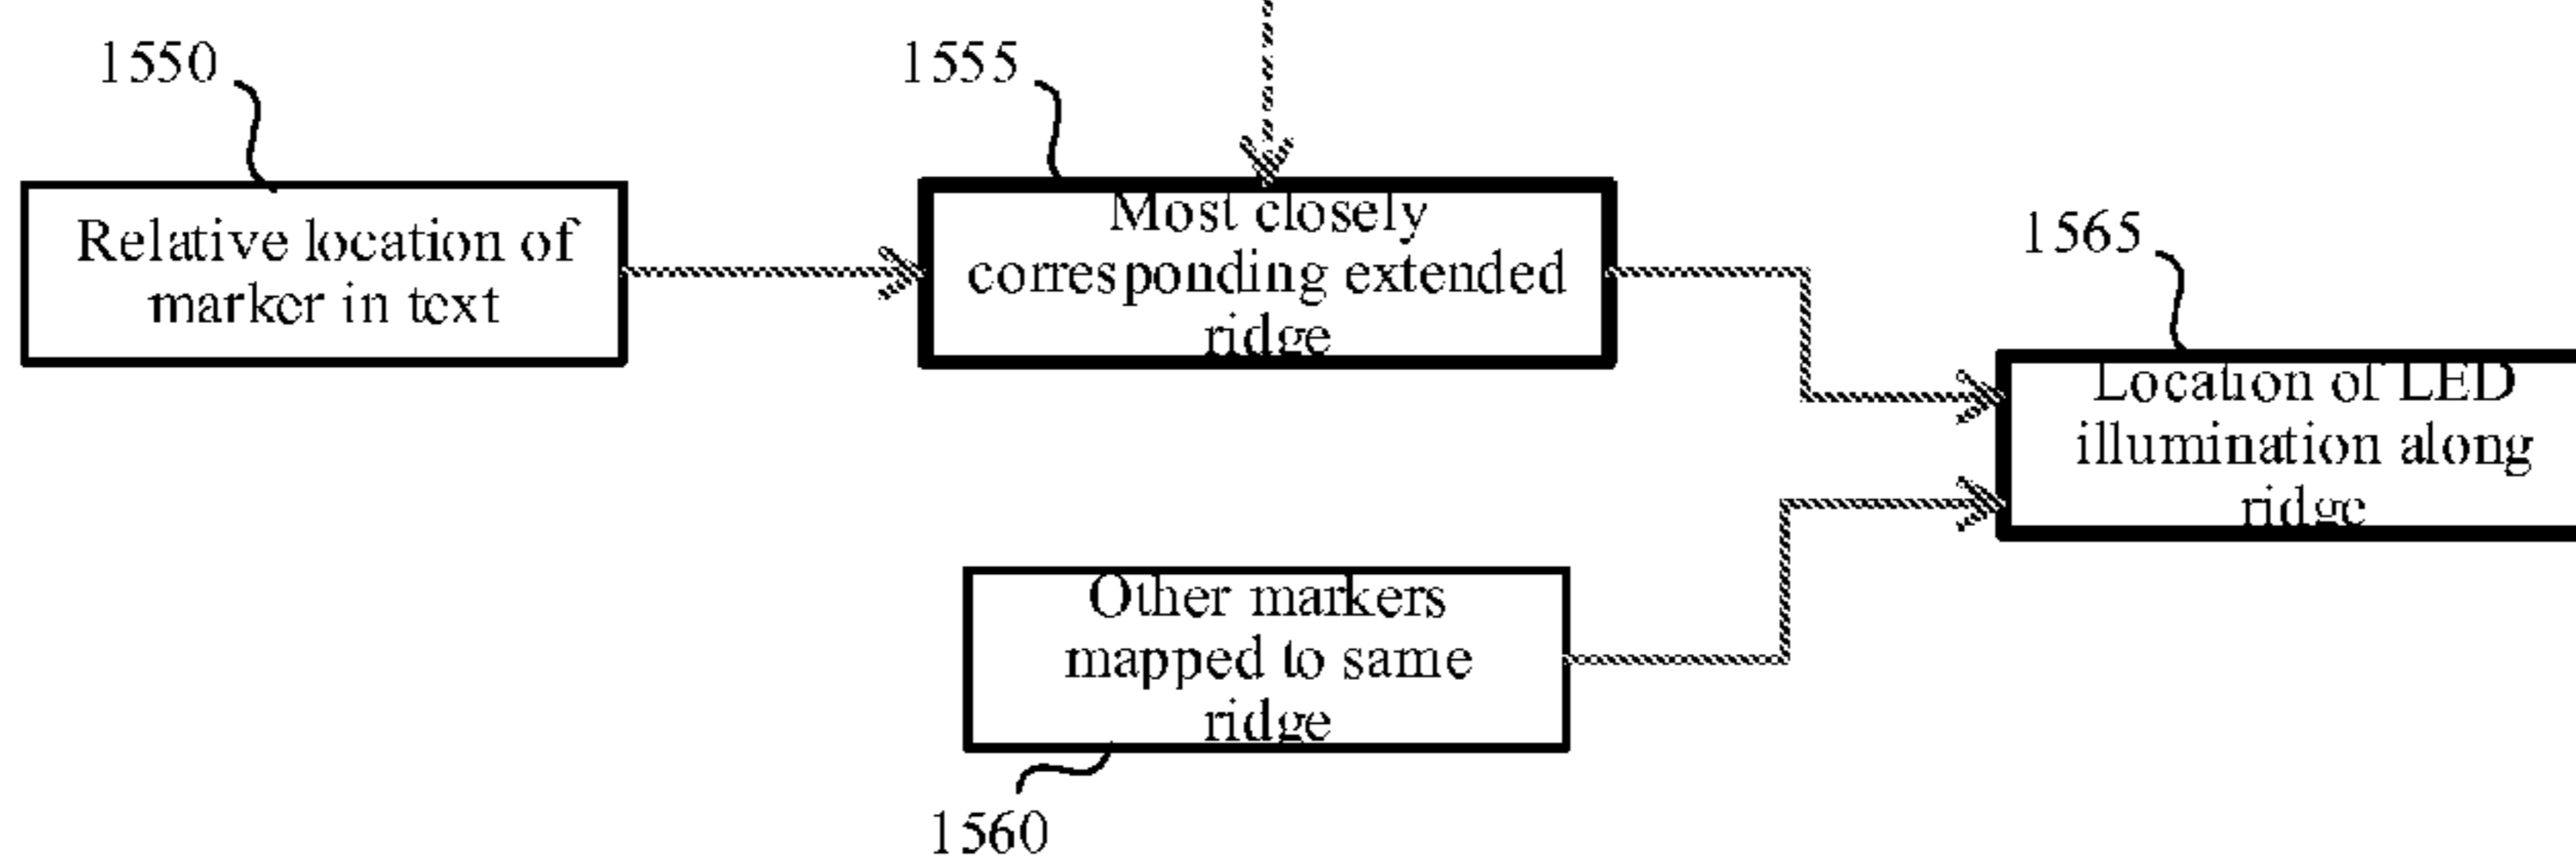 1550
Relative location of
marker in text
1555
Most closely
corresponding extended
ridge
1565
Location of LED
illumination along
ridge
Other markers
mapped to same
ridge
1560